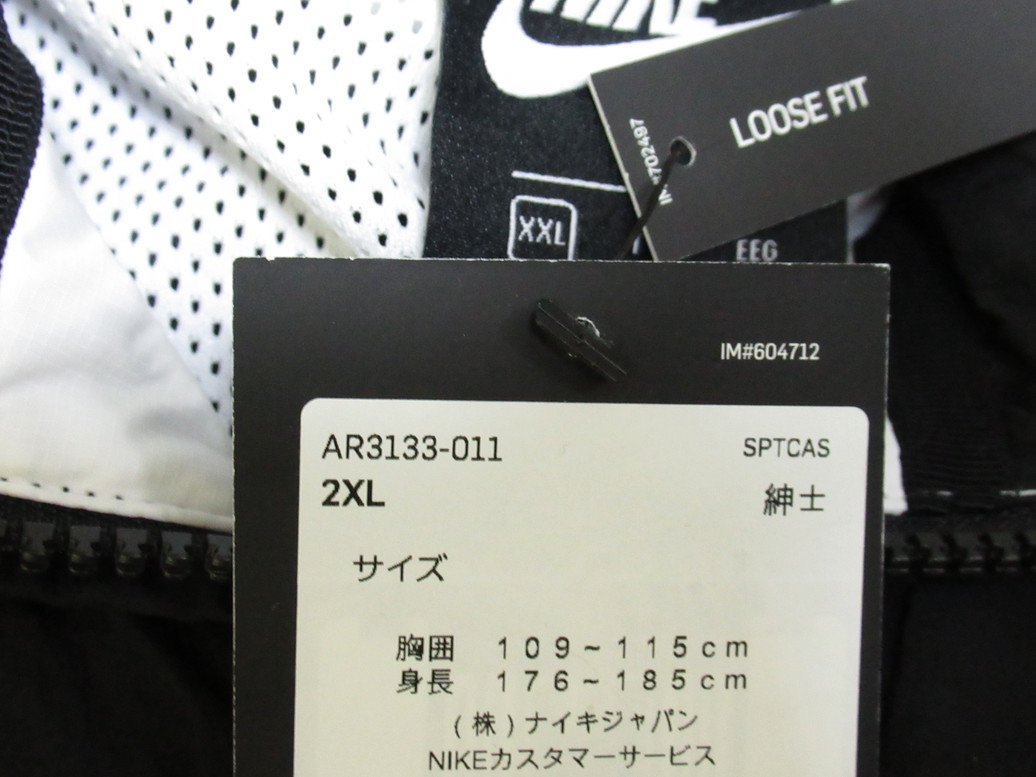 NIKE
LOOSE FIT
XXL
EEG
IM#604712
AR3133-011
SPTCAS
2XL
紳士
サイズ
胸囲 109~115cm
身長 176~185cm
(株)ナイキジャパン
NIKEカスタマーサービス